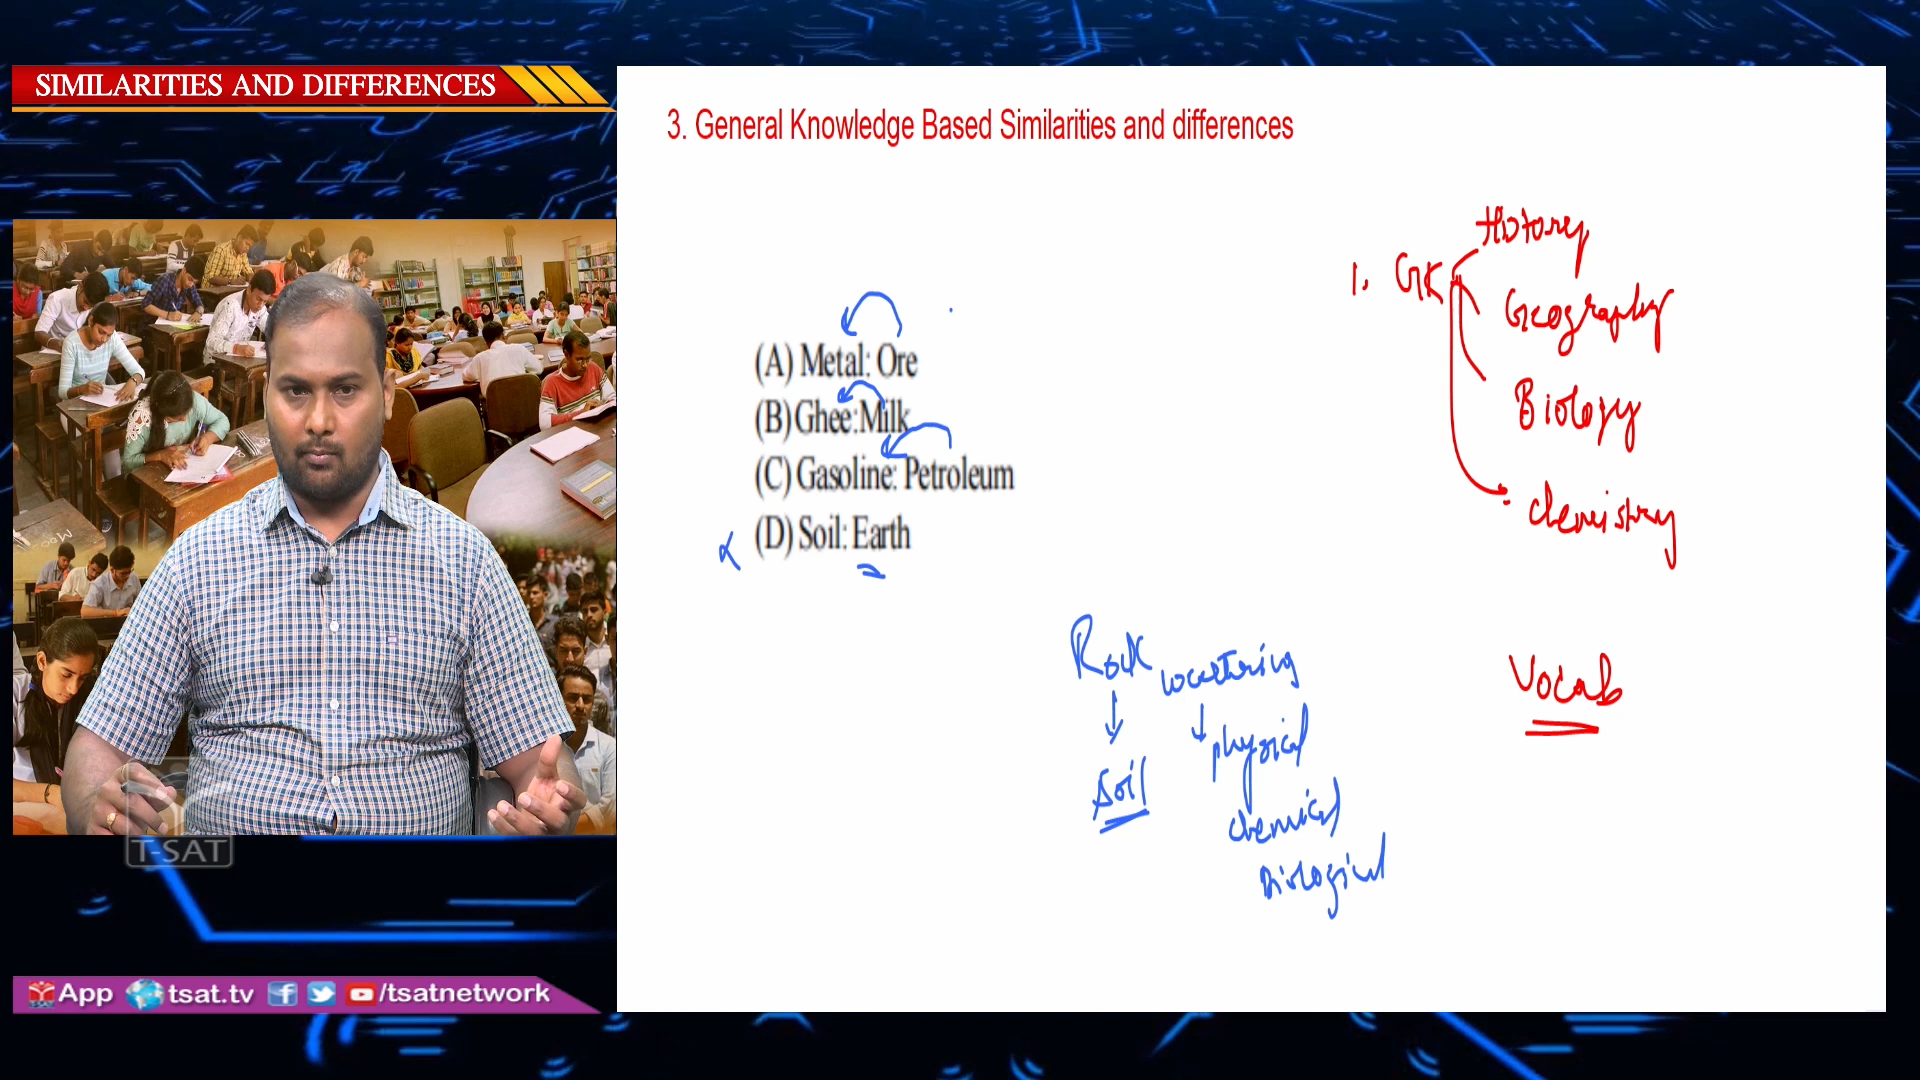 SIMILARITIES AND DIFFERENCES
3. General Knowledge Based Similarities and differences
(A) Metal: Ore
(B) Ghee:Milk
(C) Gasoline: Petroleum
(D) Soil: Earth
1. GK
History
Geography
Biology
chemistry
Vocab
Rock
soil
physical
chemical
Biological
T-SAT
App tsat.tv /tsatnetwork